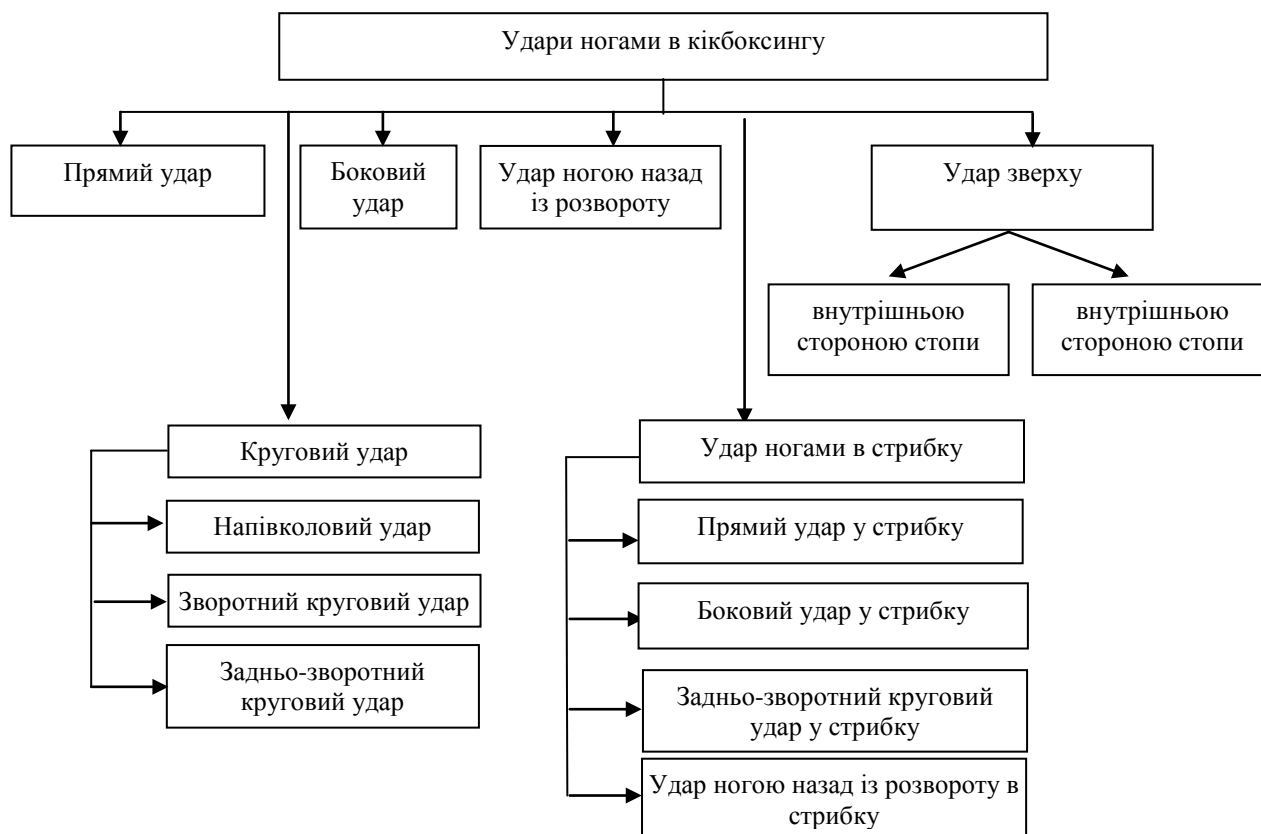 Удари ногами в кікбоксингу
Прямий удар
Боковий
удар
Удар ногою назад
із розвороту
Удар зверху
внутрішньою
стороною стопи
внутрішньою
стороною стопи
Круговий удар
Напівколовий удар
Зворотний круговий удар
Задньо-зворотний
круговий удар
Удар ногами в стрибку
Прямий удар у стрибку
Боковий удар у стрибку
Задньо-зворотний круговий
удар у стрибку
Удар ногою назад із розвороту в
стрибку